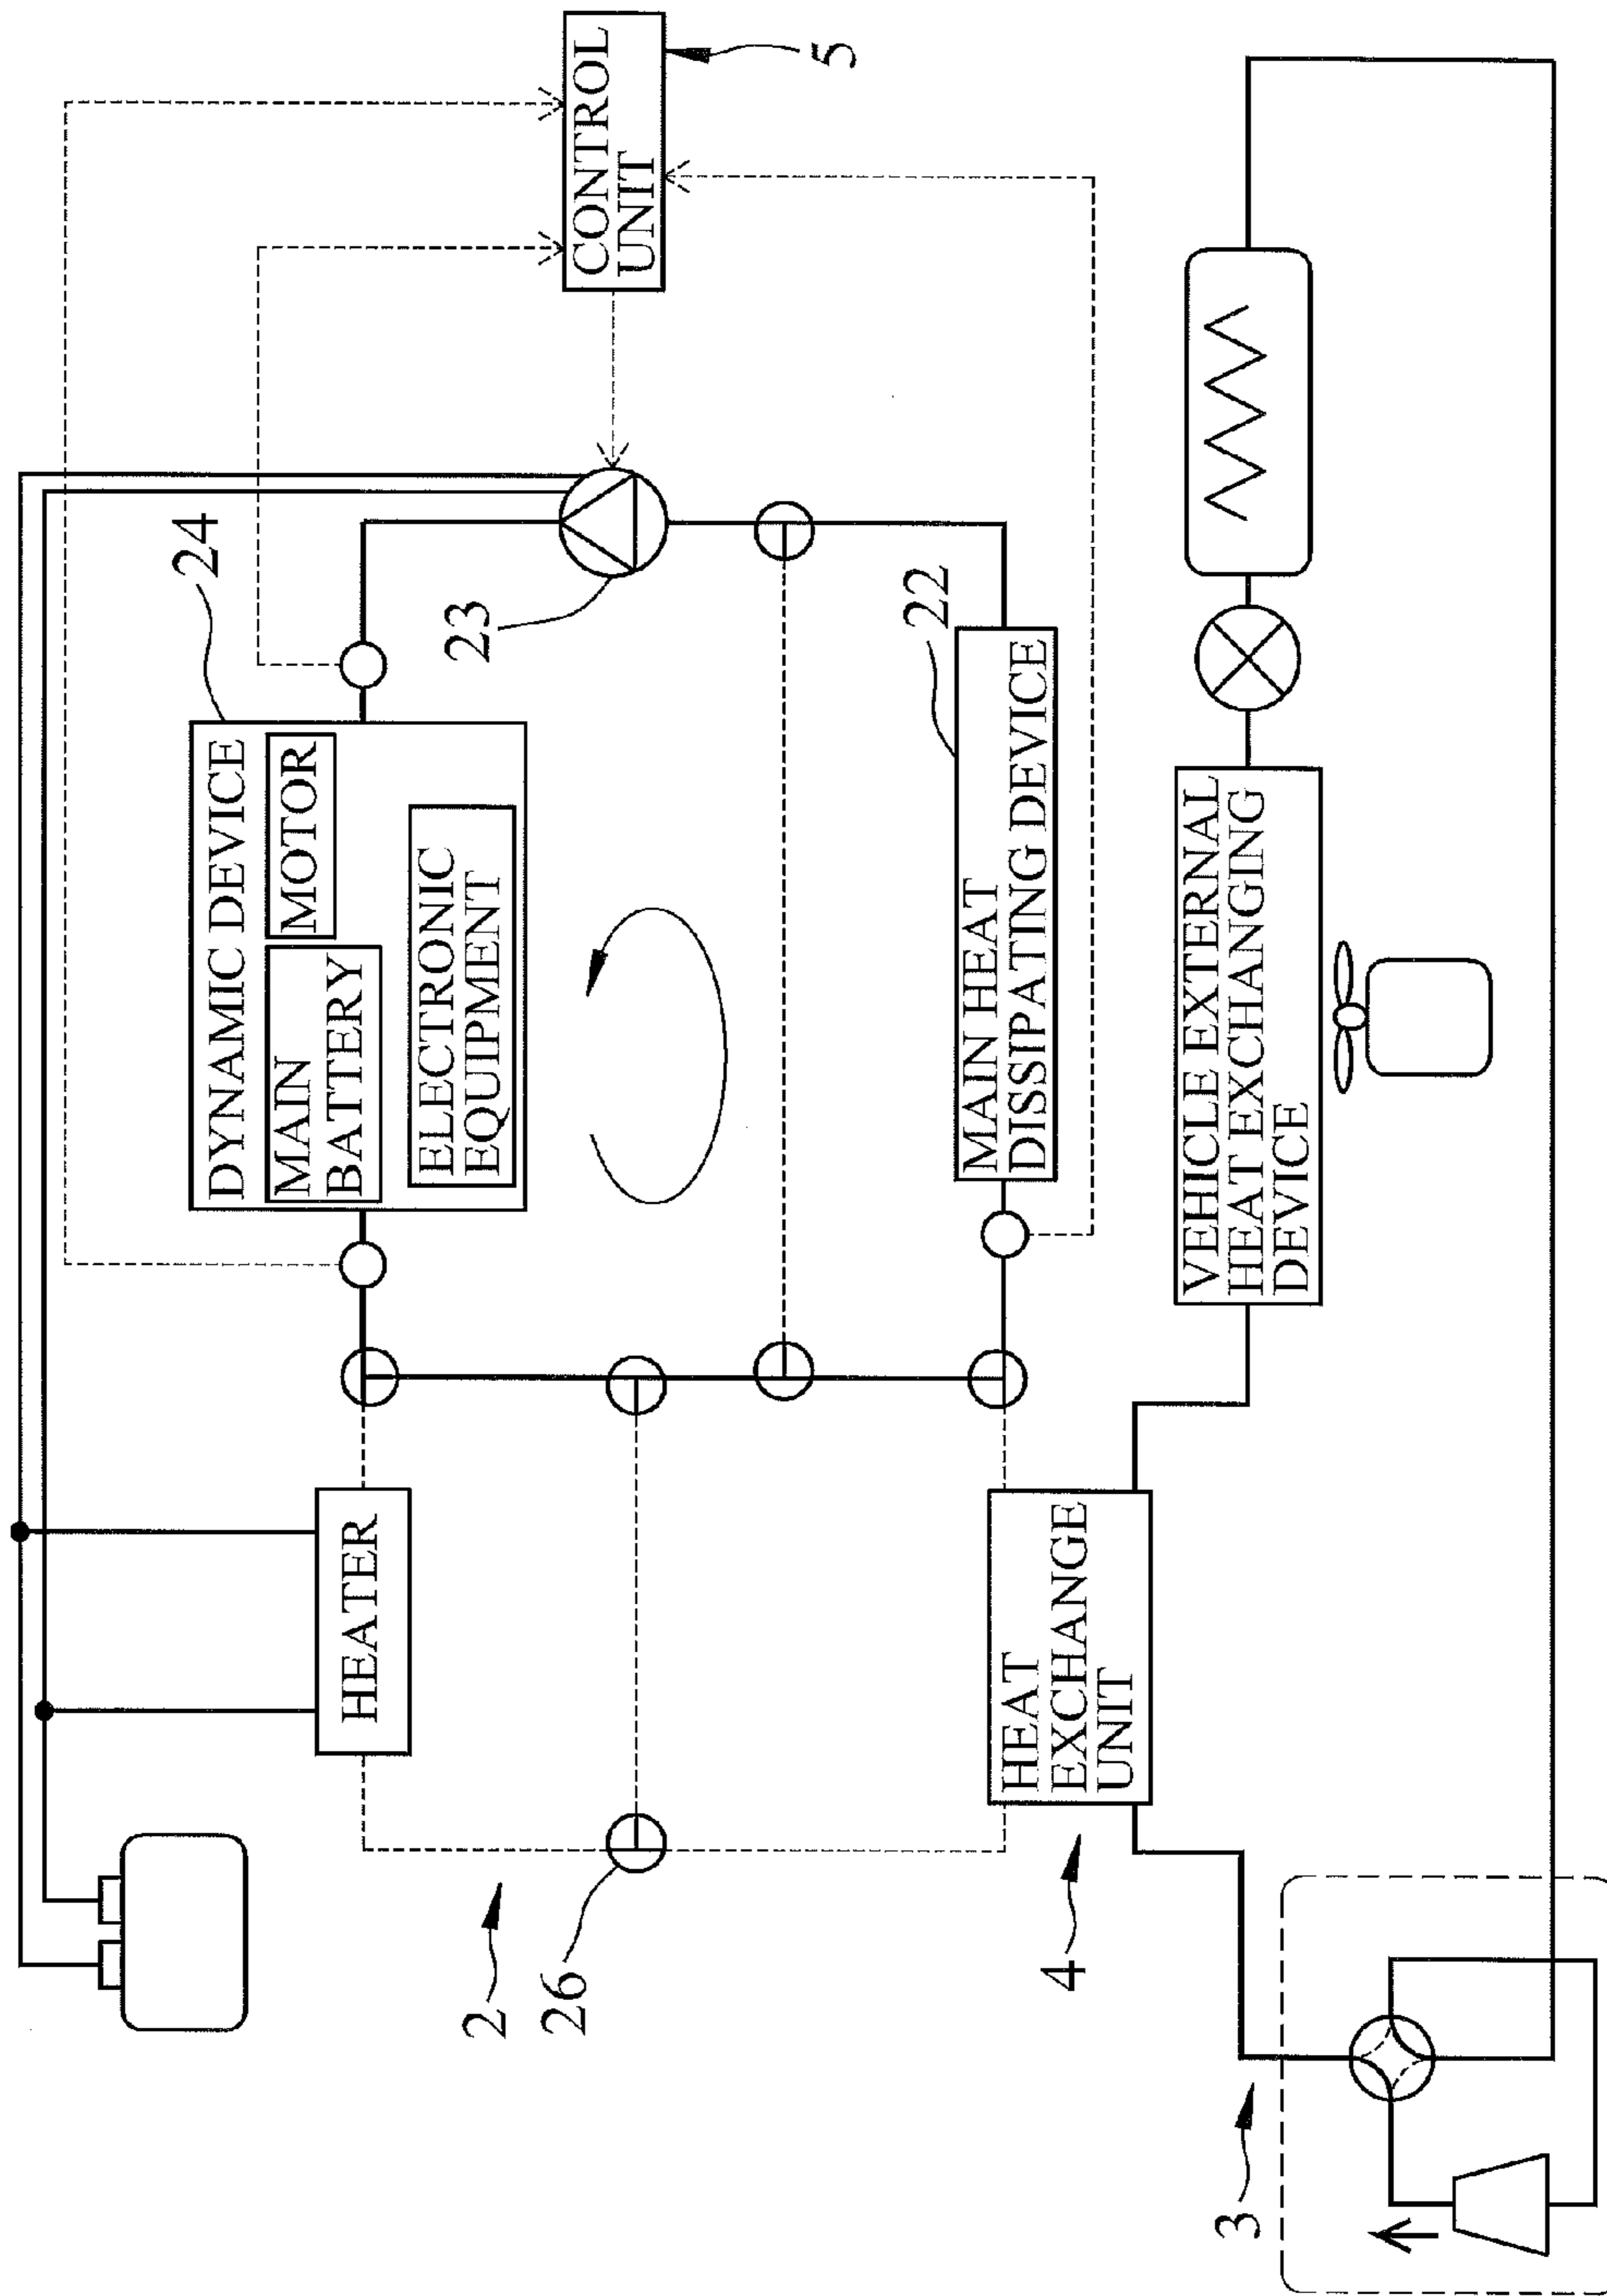 24
DYNAMIC DEVICE
MAIN
BATTERY
MOTOR
ELECTRONIC
EQUIPMENT
HEATER
CONTROL
UNIT
5
23
2
26
22
MAIN HEAT
DISSIPATING DEVICE
HEAT
EXCHANGE
UNIT
4
VEHICLE EXTERNAL
HEAT EXCHANGING
DEVICE
3